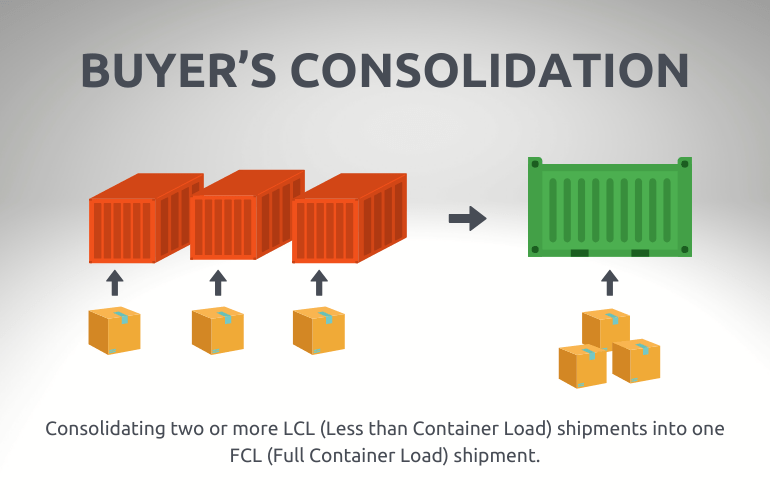 BUYER’S CONSOLIDATION
Consolidating two or more LCL (Less than Container Load) shipments into one
FCL (Full Container Load) shipment.